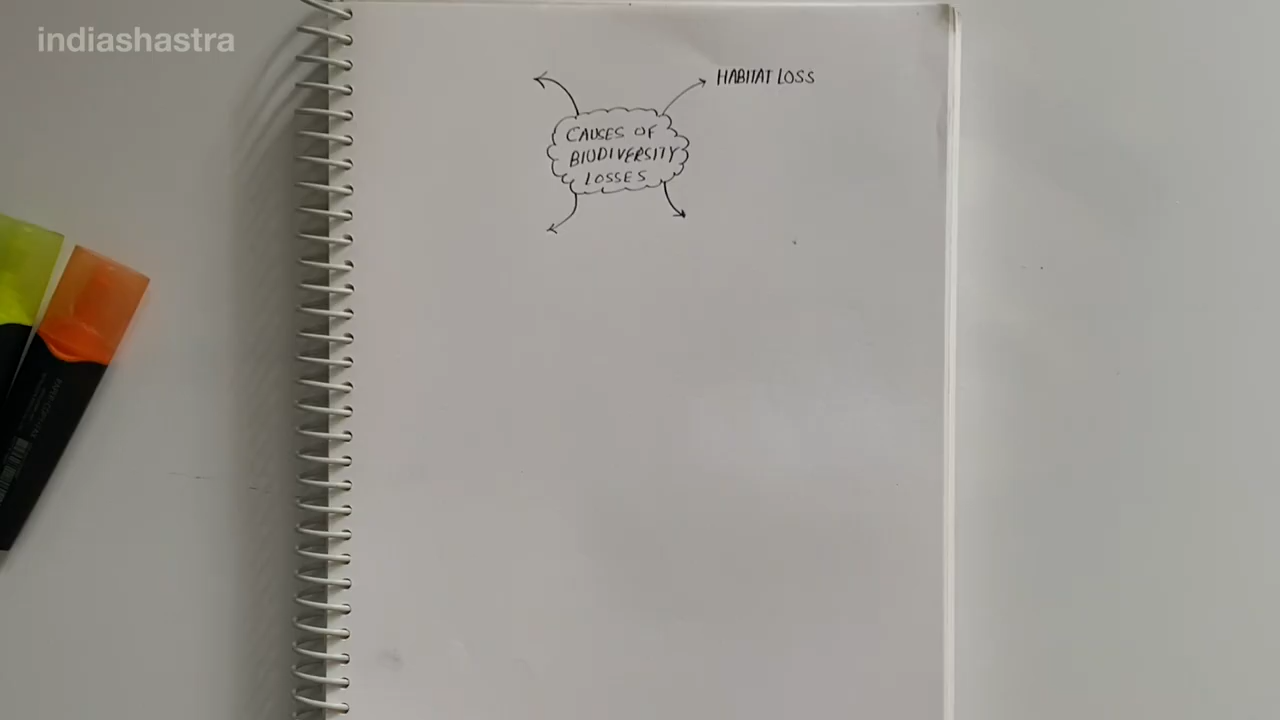 indiashastra
HABITAT LOSS
CAUSES OF
BIODIVERSITY
LOSSES